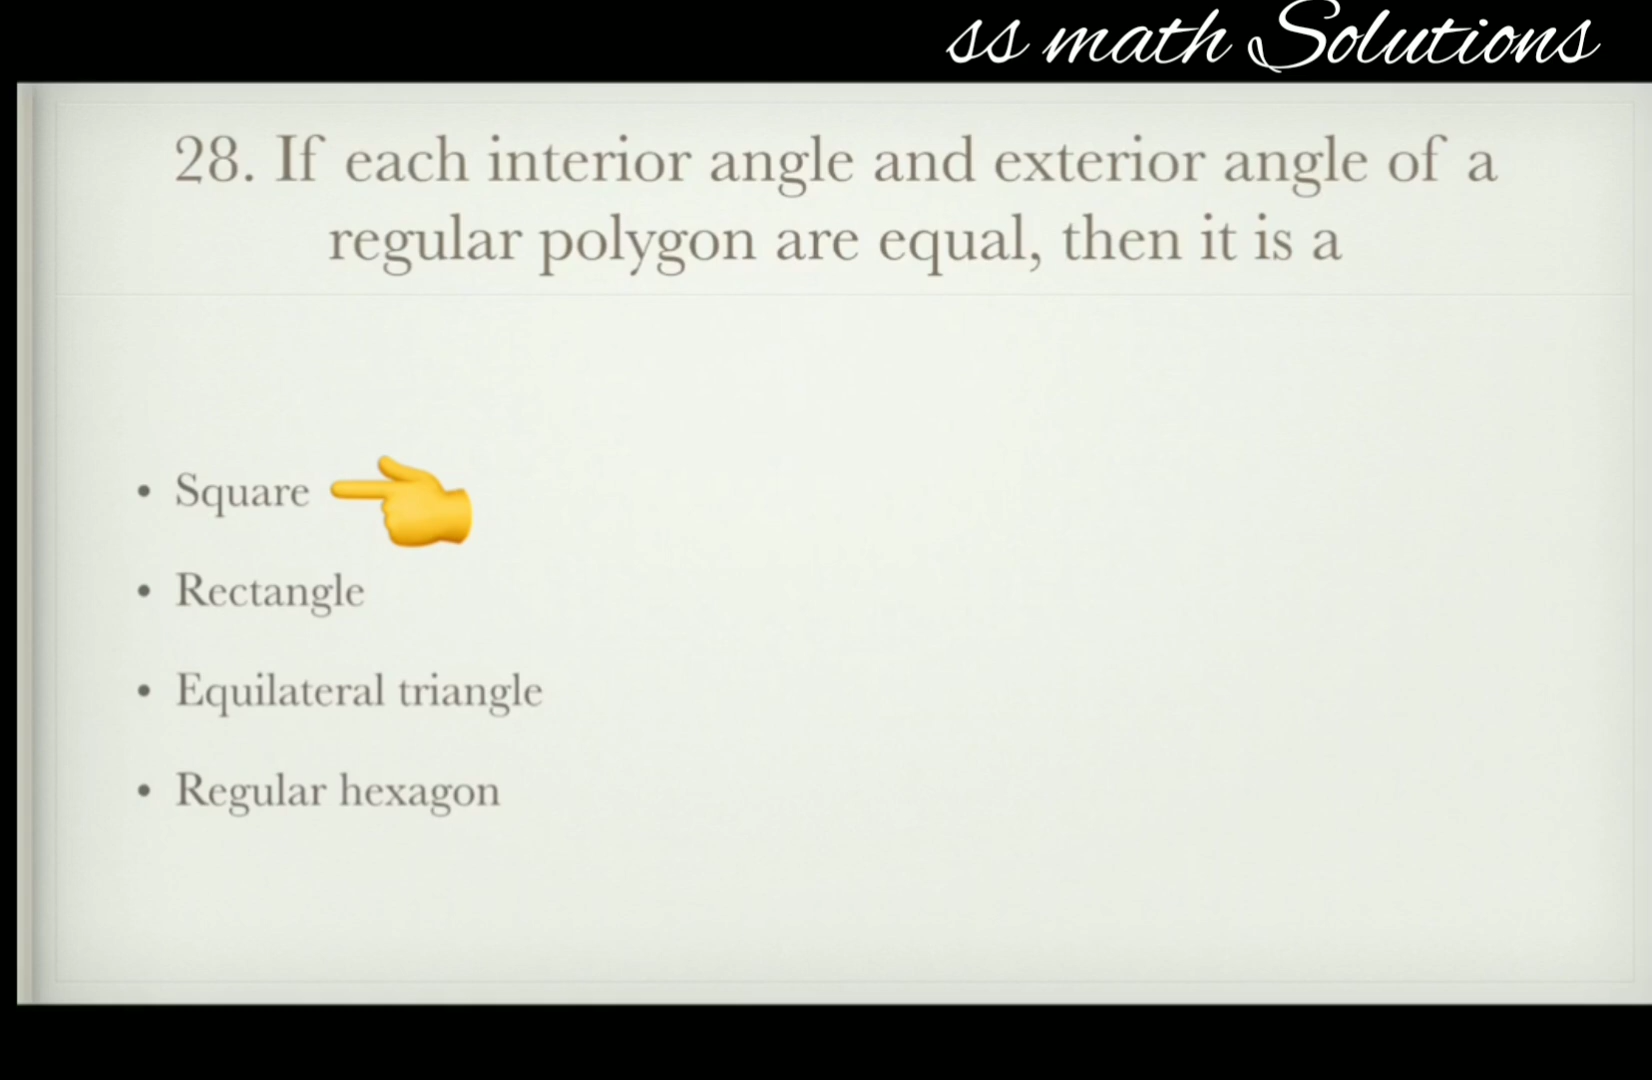 ss math Solutions
28. If each interior angle and exterior angle of a
regular polygon are equal, then it is a
• Square
• Rectangle
• Equilateral triangle
• Regular hexagon